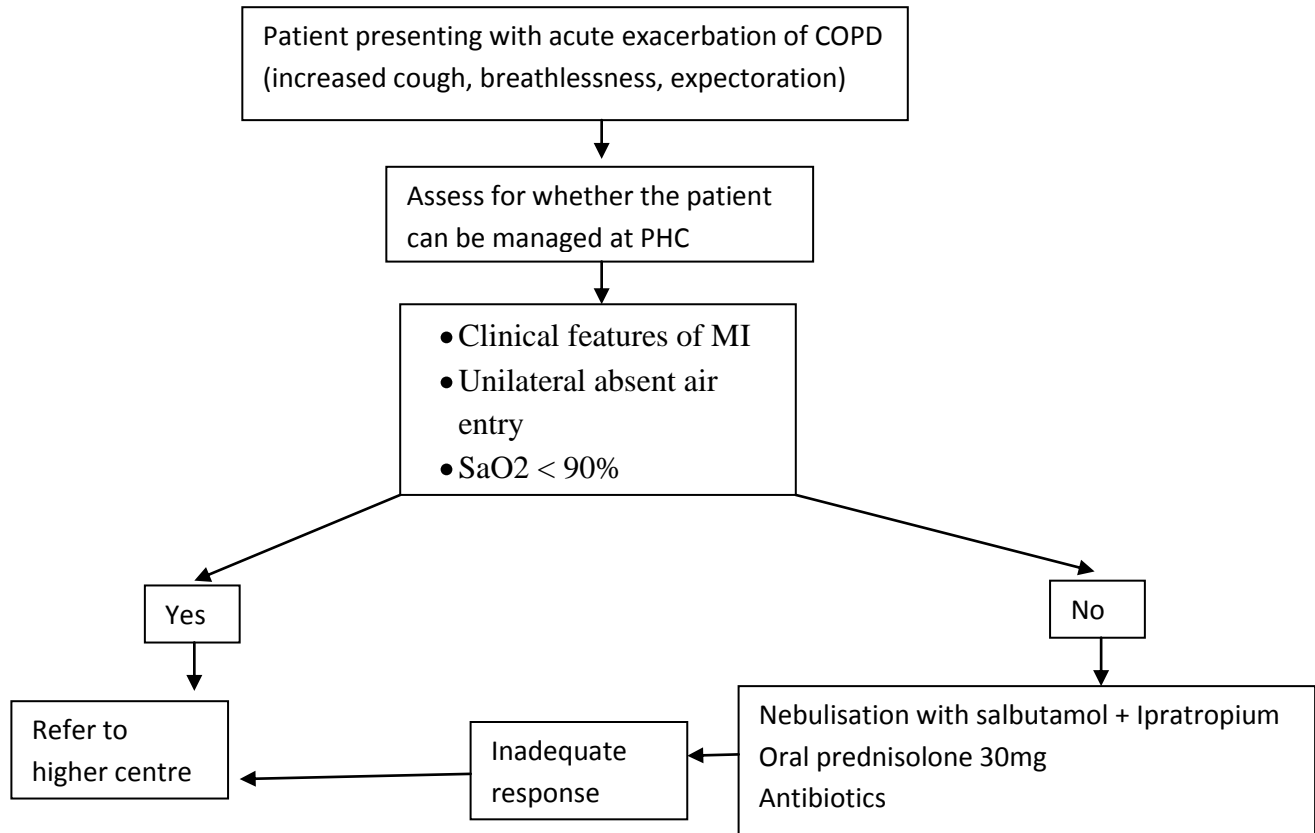 Patient presenting with acute exacerbation of COPD
(increased cough, breathlessness, expectoration)
Assess for whether the patient
can be managed at PHC
• Clinical features of MI
• Unilateral absent air
entry
• SaO2 < 90%
Yes
No
Refer to
higher centre
Inadequate
response
Nebulisation with salbutamol + Ipratropium
Oral prednisolone 30mg
Antibiotics